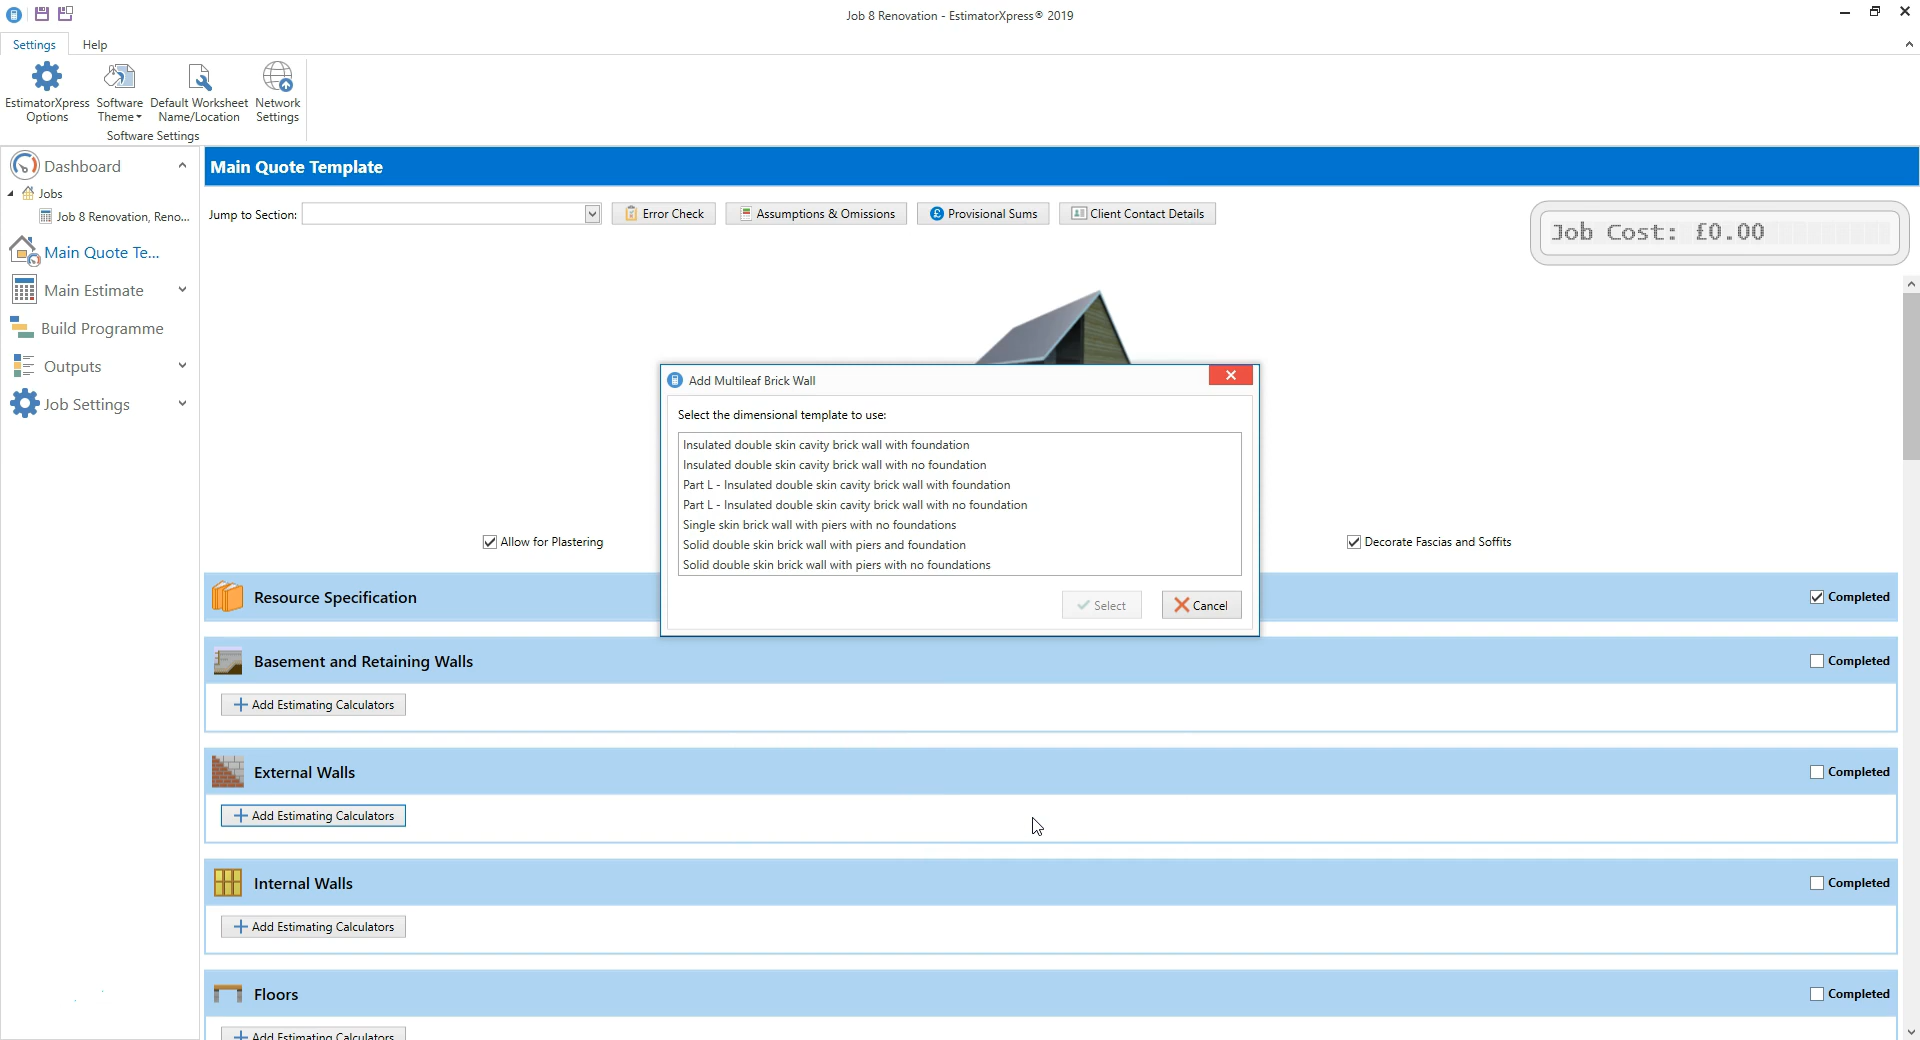 Job 8 Renovation - EstimatorXpress® 2019
Settings Help
EstimatorXpress Options
Software Theme
Default Worksheet Name/Location
Network Settings
Software Settings
Dashboard
Jobs
Job 8 Renovation, Reno...
Main Quote Te...
Main Estimate
Build Programme
Outputs
Job Settings
Main Quote Template
Jump to Section: Error Check Assumptions & Omissions Provisional Sums Client Contact Details
Job Cost: £0.00
Add Multileaf Brick Wall
Select the dimensional template to use:
Insulated double skin cavity brick wall with foundation
Insulated double skin cavity brick wall with no foundation
Part L - Insulated double skin cavity brick wall with foundation
Part L - Insulated double skin cavity brick wall with no foundation
Single skin brick wall with piers with no foundations
Solid double skin brick wall with piers and foundation
Solid double skin brick wall with piers with no foundations
Select Cancel
Allow for Plastering Decorate Fascias and Soffits
Resource Specification Completed
Basement and Retaining Walls Completed
Add Estimating Calculators
External Walls Completed
Add Estimating Calculators
Internal Walls Completed
Add Estimating Calculators
Floors Completed
Add Estimating Calculators